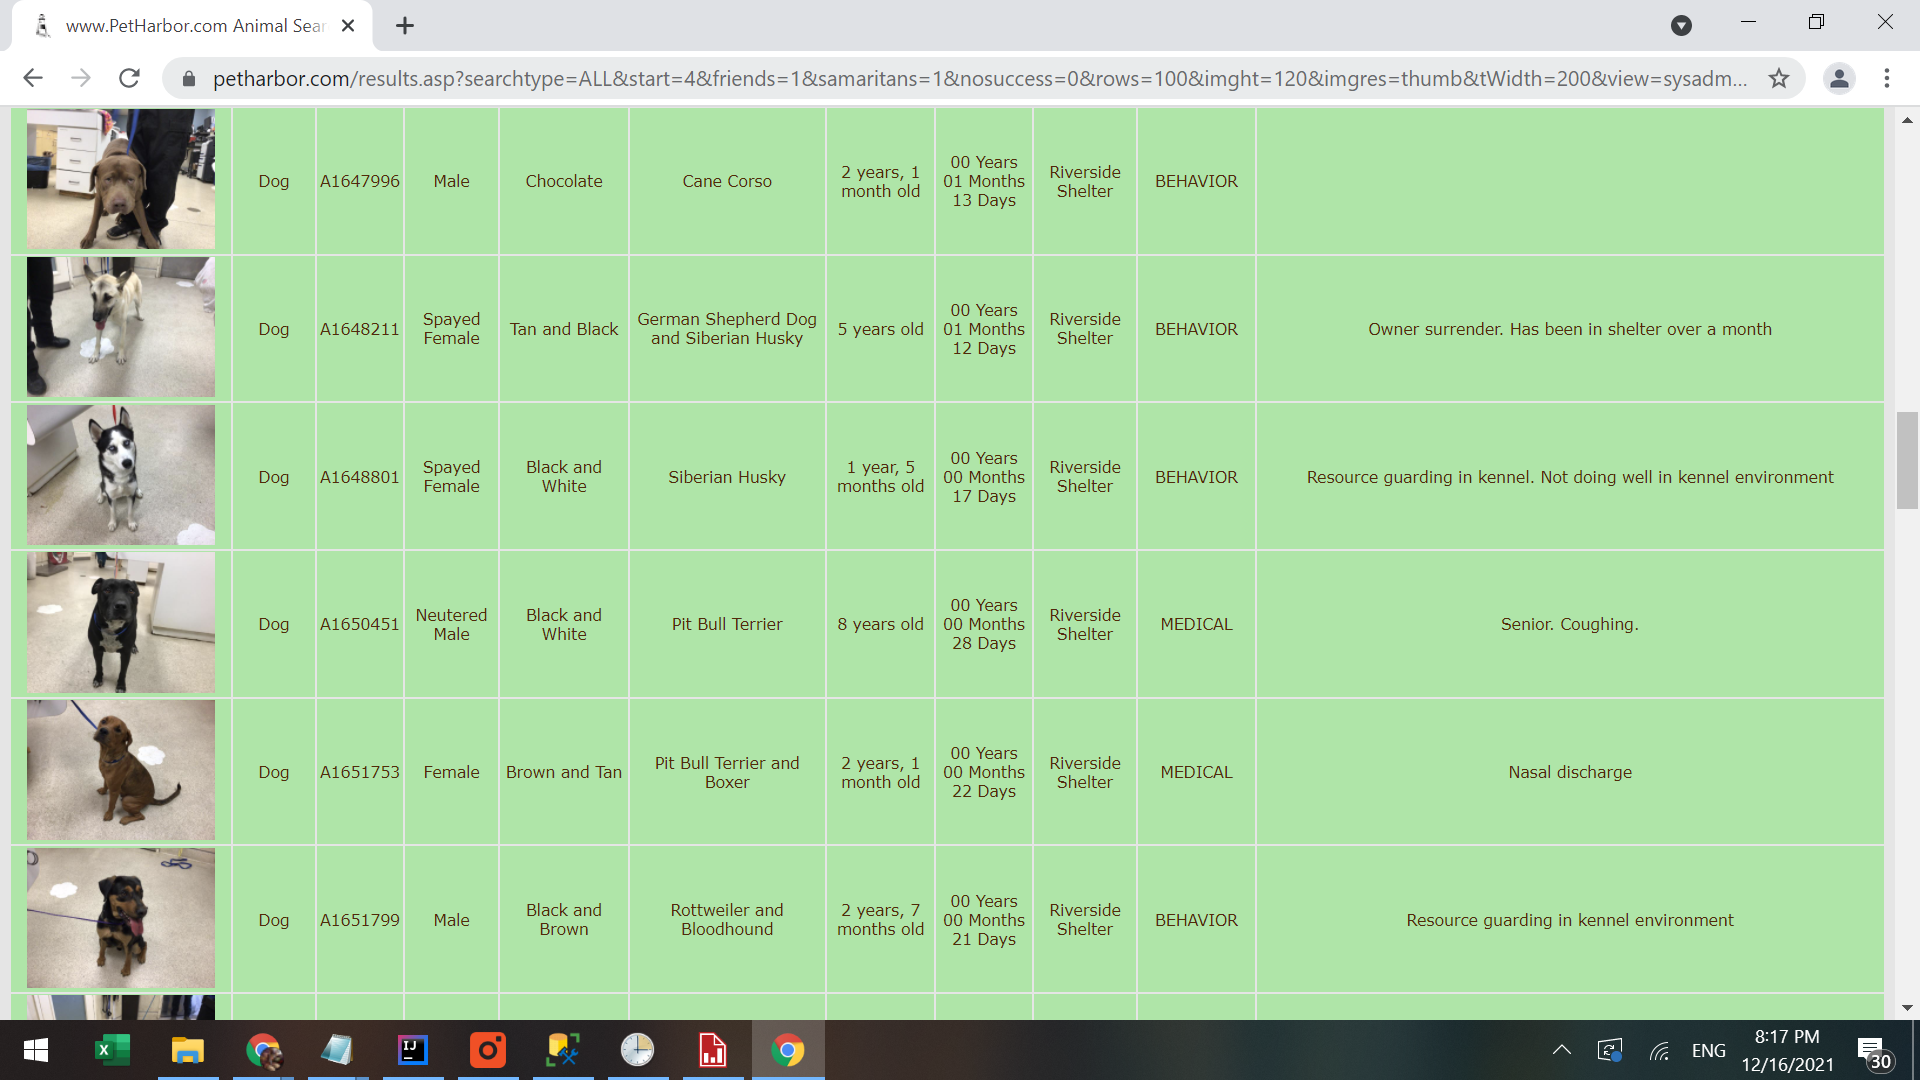 www.PetHarbor.com Animal Sear
petharbor.com/results.asp?searchtype=ALL&start=4&friends=1&samaritans=1&nosuccess=0&rows=100&imght=120&imgres=thumb&tWidth=200&view=sysadm...
Dog
A1647996
Male
Chocolate
Cane Corso
2 years, 1
month old
00 Years
01 Months
13 Days
Riverside
Shelter
BEHAVIOR
Dog
A1648211
Spayed
Female
Tan and Black
German Shepherd Dog
and Siberian Husky
5 years old
00 Years
01 Months
12 Days
Riverside
Shelter
BEHAVIOR
Owner surrender. Has been in shelter over a month
Dog
A1648801
Spayed
Female
Black and
White
Siberian Husky
1 year, 5
months old
00 Years
00 Months
17 Days
Riverside
Shelter
BEHAVIOR
Resource guarding in kennel. Not doing well in kennel environment
Dog
A1650451
Neutered
Male
Black and
White
Pit Bull Terrier
8 years old
00 Years
00 Months
28 Days
Riverside
Shelter
MEDICAL
Senior. Coughing.
Dog
A1651753
Female
Brown and Tan
Pit Bull Terrier and
Boxer
2 years, 1
month old
00 Years
00 Months
22 Days
Riverside
Shelter
MEDICAL
Nasal discharge
Dog
A1651799
Male
Black and
Brown
Rottweiler and
Bloodhound
2 years, 7
months old
00 Years
00 Months
21 Days
Riverside
Shelter
BEHAVIOR
Resource guarding in kennel environment
X
IJ
ENG
8:17 PM
12/16/2021
30